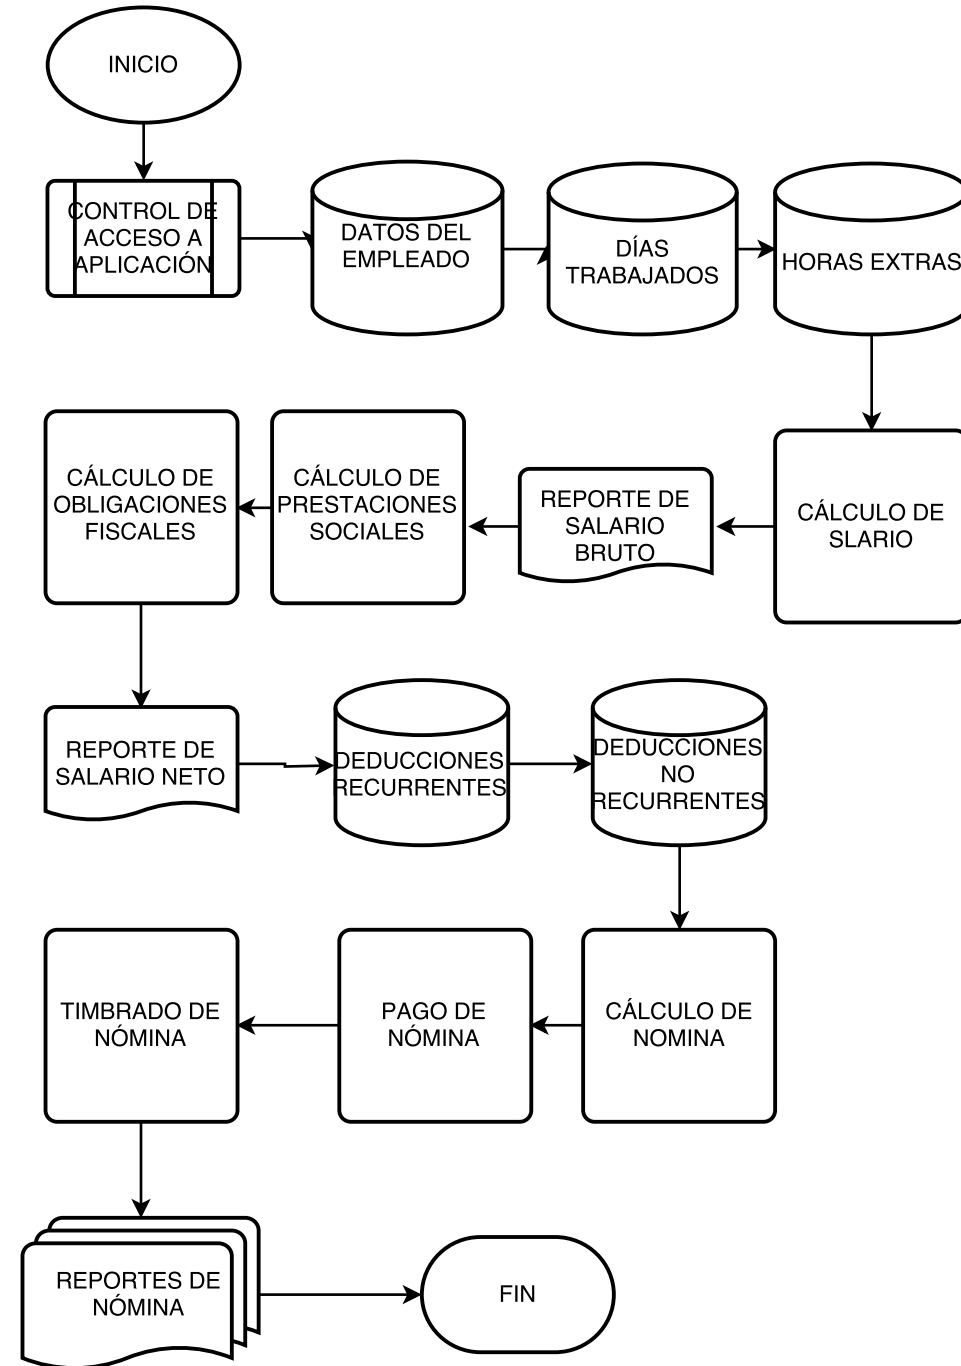 INICIO
CONTROL DE
ACCESO A
APLICACIÓN
DATOS DEL
EMPLEADO
DÍAS
TRABAJADOS
HORAS EXTRAS
CÁLCULO DE
SLARIO
REPORTE DE
SALARIO
BRUTO
CÁLCULO DE
PRESTACIONES
SOCIALES
CÁLCULO DE
OBLIGACIONES
FISCALES
REPORTE DE
SALARIO NETO
DEDUCCIONES
RECURRENTES
DEDUCCIONES
NO
RECURRENTES
CÁLCULO DE
NOMINA
PAGO DE
NÓMINA
TIMBRADO DE
NÓMINA
REPORTES DE
NÓMINA
FIN